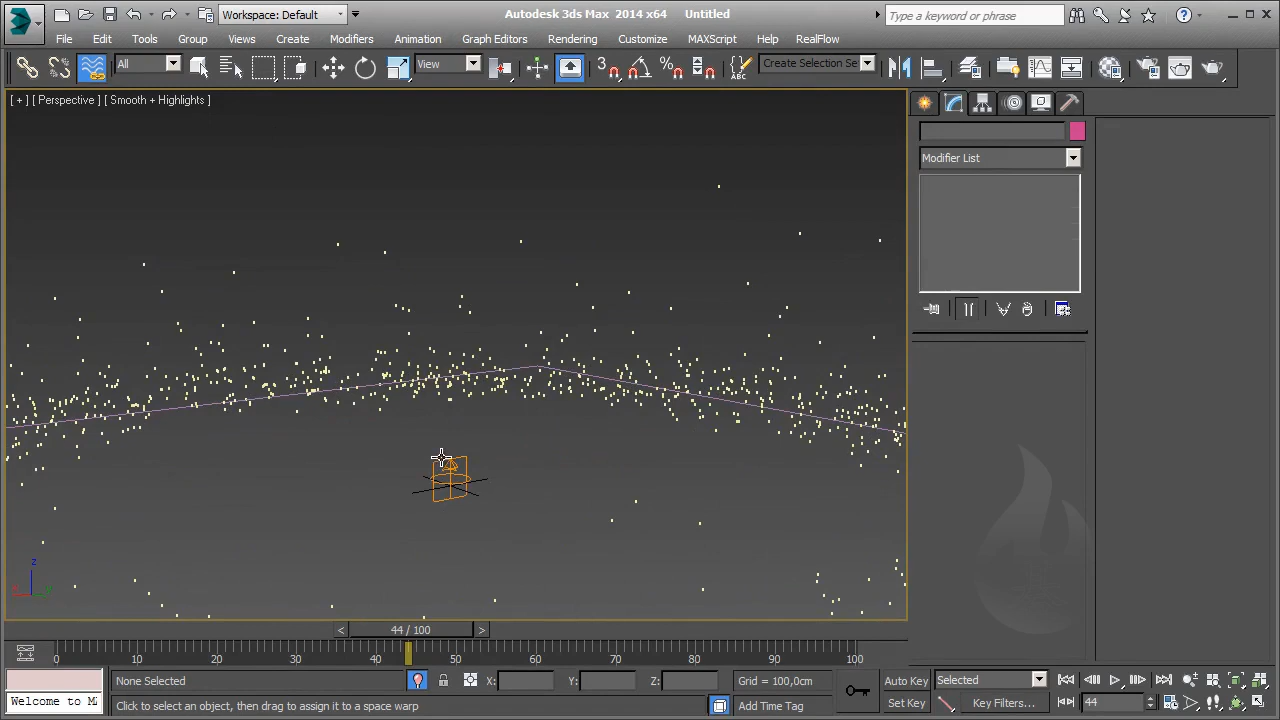 Workspace: Default
Autodesk 3ds Max 2014 x64 Untitled
Type a keyword or phrase
File Edit Tools Group Views Create Modifiers Animation Graph Editors Rendering Customize MAXScript Help RealFlow
All
View
3
Create Selection Se
ABC
[ + ] [ Perspective ] [ Smooth + Highlights ]
Modifier List
z
44 / 100
0 10 20 30 40 50 60 70 80 90 100
None Selected
X: Y: Z:
Grid = 100,0cm
Auto Key
Selected
Click to select an object, then drag to assign it to a space warp
Add Time Tag
Set Key
Key Filters...
44